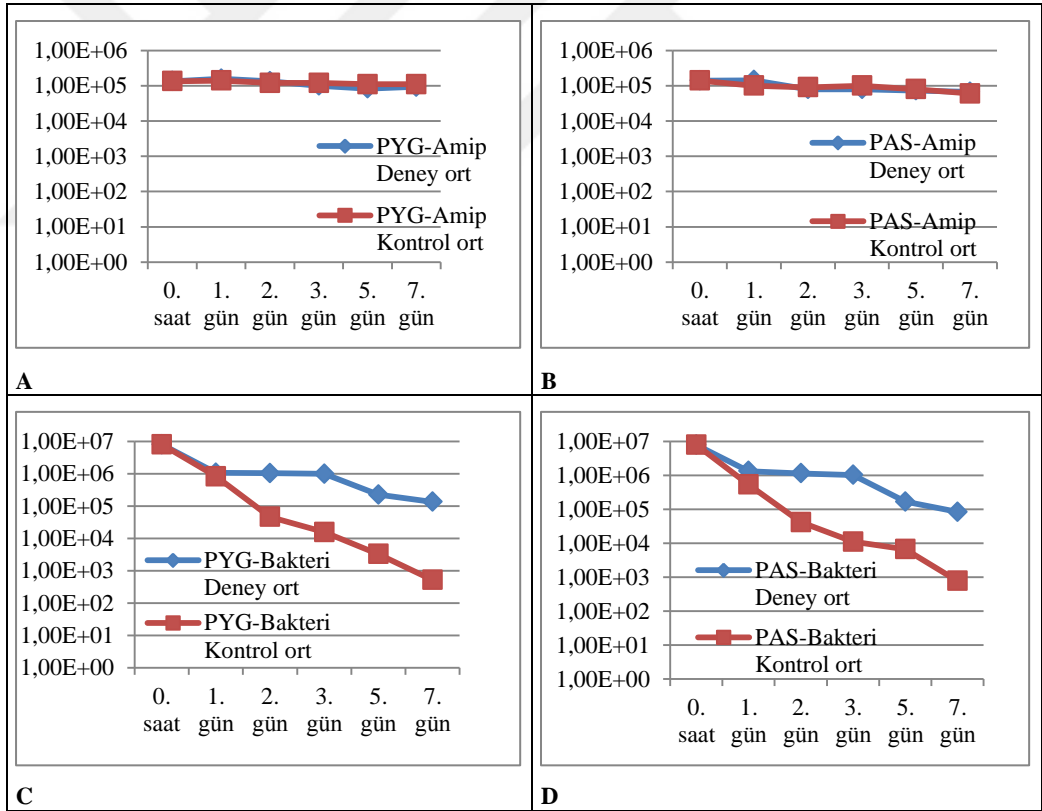 1,00E+06
1,00E+05
1,00E+04
1,00E+03
1,00E+02
1,00E+01
1,00E+00
PYG-Amip
Deney ort
PYG-Amip
Kontrol ort
0. 1. 2. 3. 5. 7.
saat gün gün gün gün gün
A
1,00E+06
1,00E+05
1,00E+04
1,00E+03
1,00E+02
1,00E+01
1,00E+00
PAS-Amip
Deney ort
PAS-Amip
Kontrol ort
0. 1. 2. 3. 5. 7.
saat gün gün gün gün gün
B
1,00E+07
1,00E+06
1,00E+05
1,00E+04
1,00E+03
1,00E+02
1,00E+01
1,00E+00
PYG-Bakteri
Deney ort
PYG-Bakteri
Kontrol ort
0. 1. 2. 3. 5. 7.
saat gün gün gün gün gün
C
1,00E+07
1,00E+06
1,00E+05
1,00E+04
1,00E+03
1,00E+02
1,00E+01
1,00E+00
PAS-Bakteri
Deney ort
PAS-Bakteri
Kontrol ort
0. 1. 2. 3. 5. 7.
saat gün gün gün gün gün
D